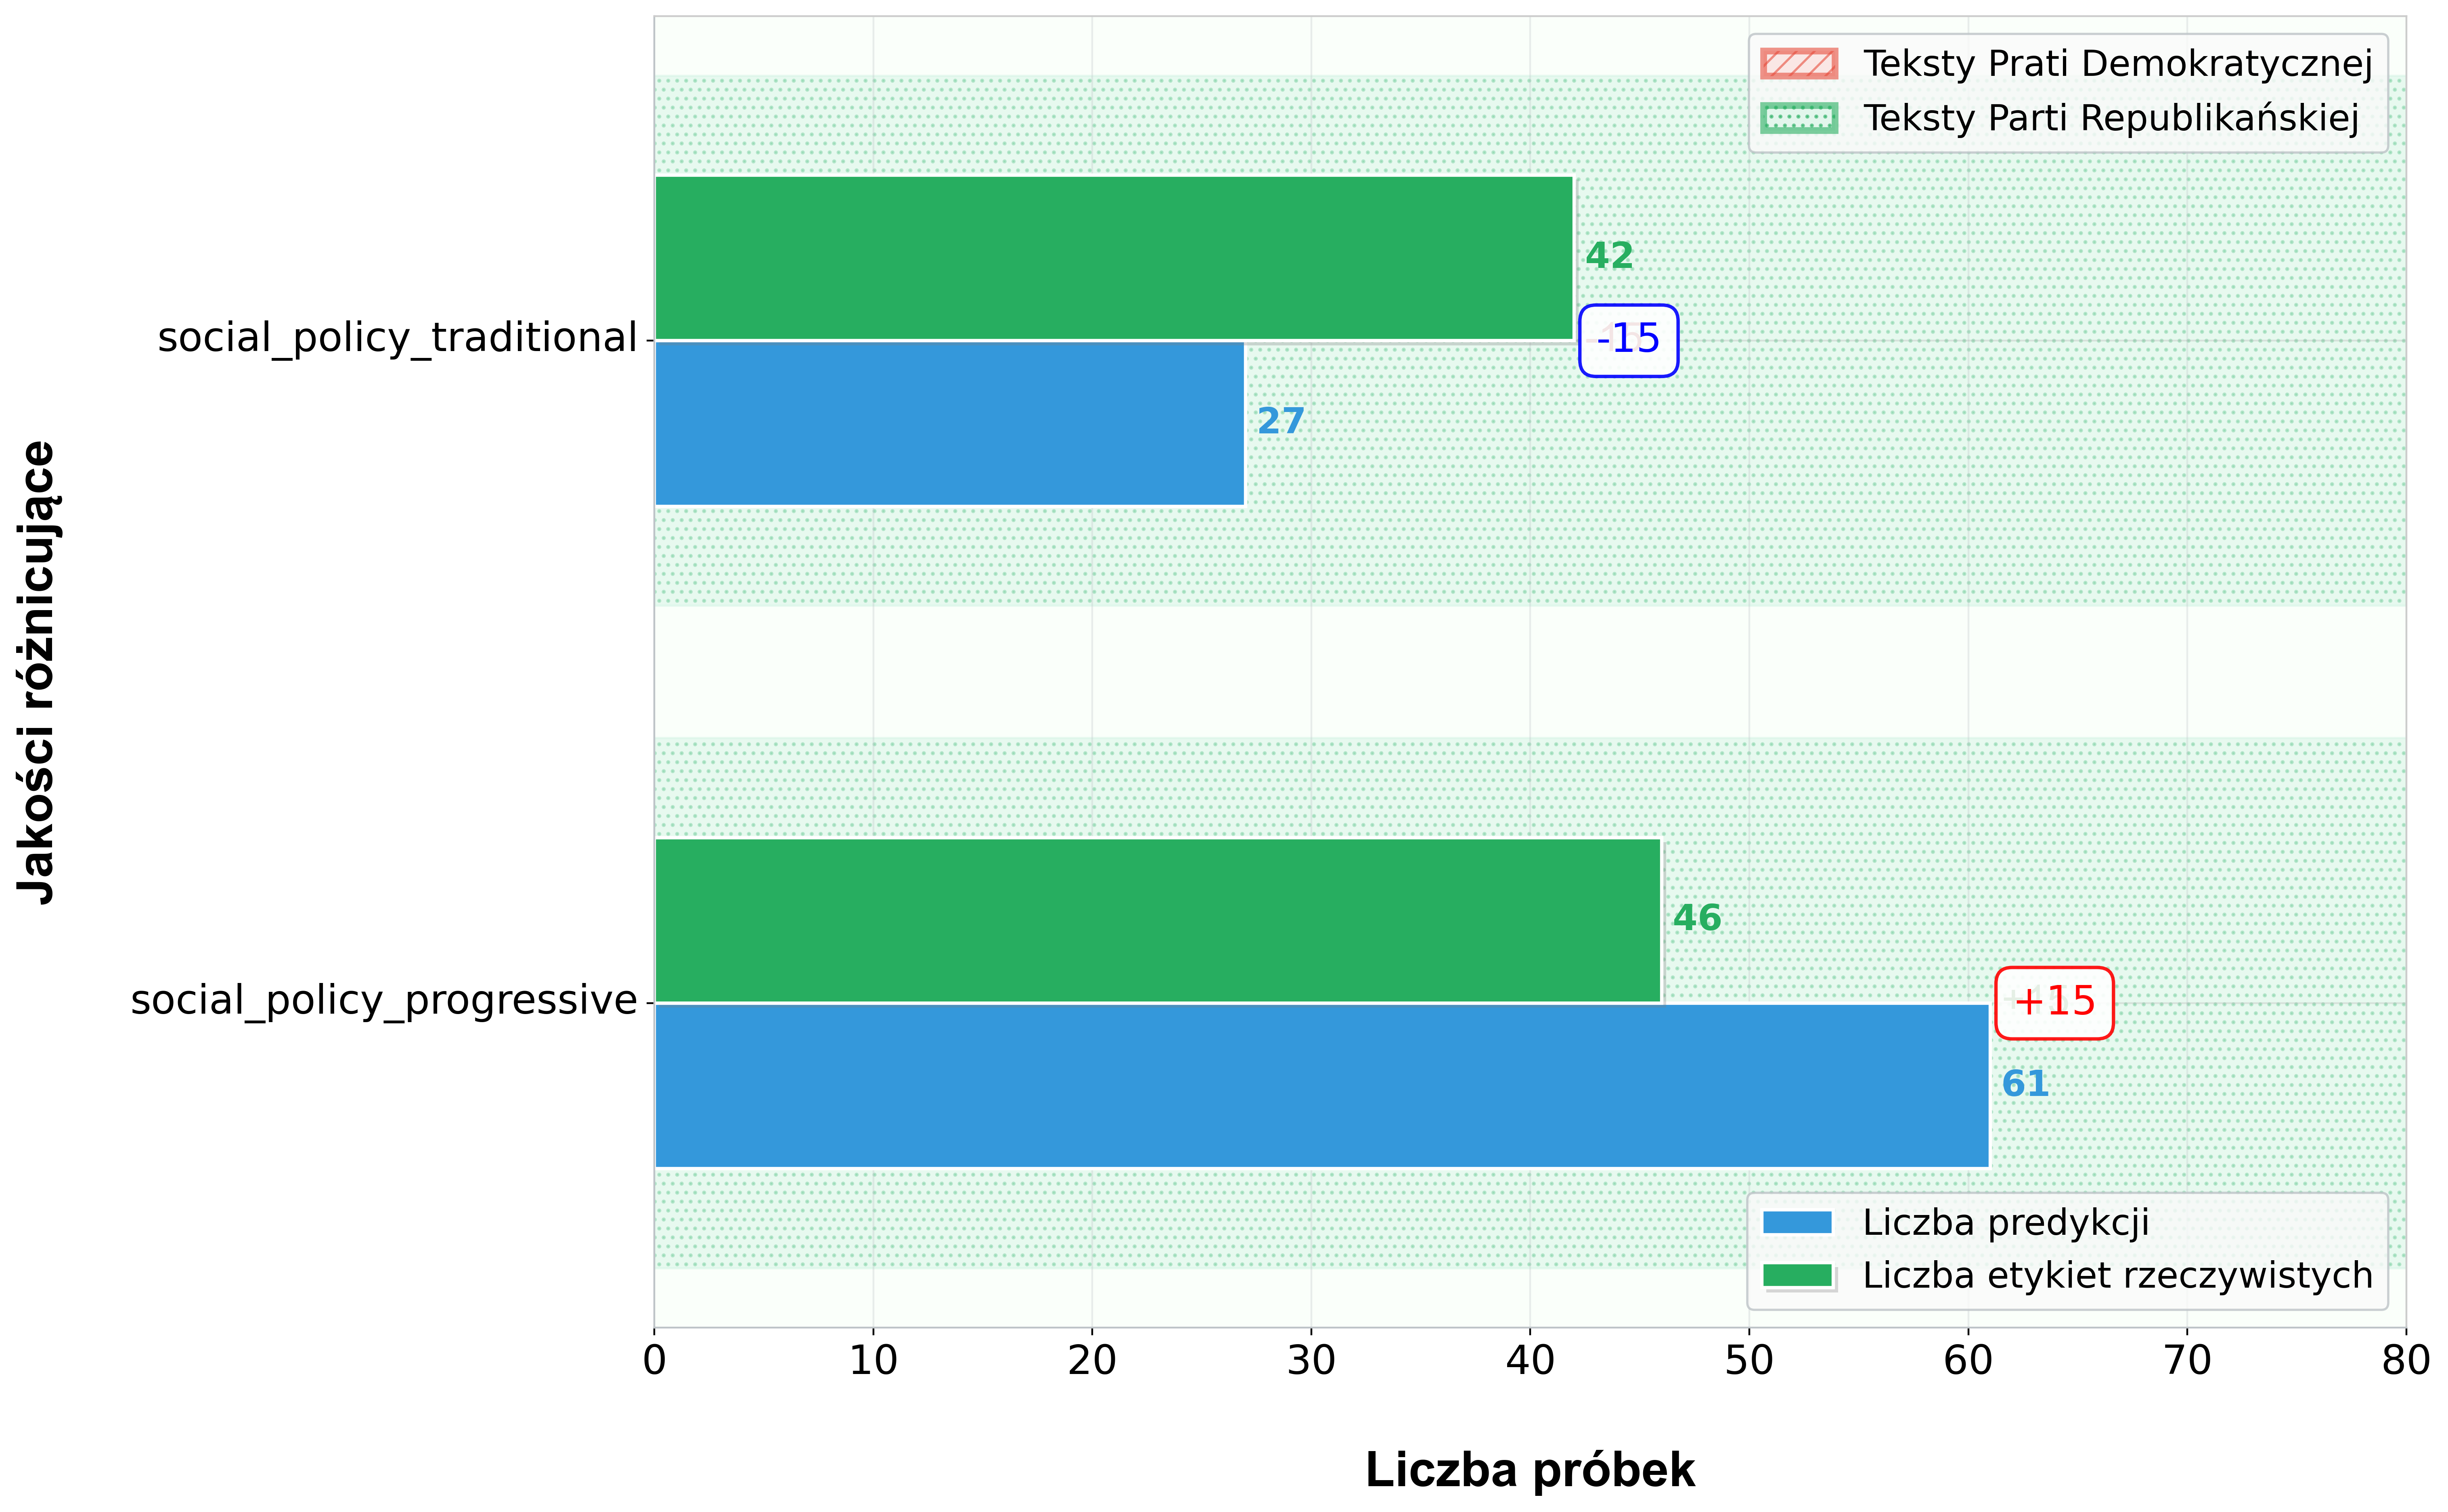 Teksty Prati Demokratycznej
Teksty Parti Republikańskiej
42
social_policy_traditional
-15
27
Jakości różnicujące
46
social_policy_progressive
+15
61
Liczba predykcji
Liczba etykiet rzeczywistych
0 10 20 30 40 50 60 70 80
Liczba próbek